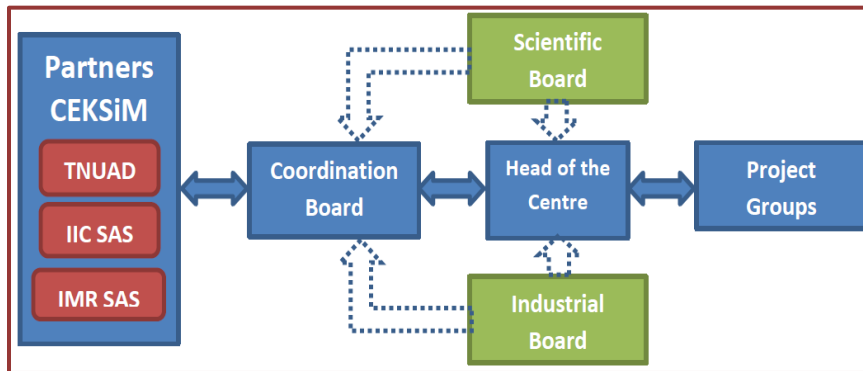 Partners
CEKSiM
TNUAD
IIC SAS
IMR SAS
Coordination
Board
Scientific
Board
Head of the
Centre
Industrial
Board
Project
Groups